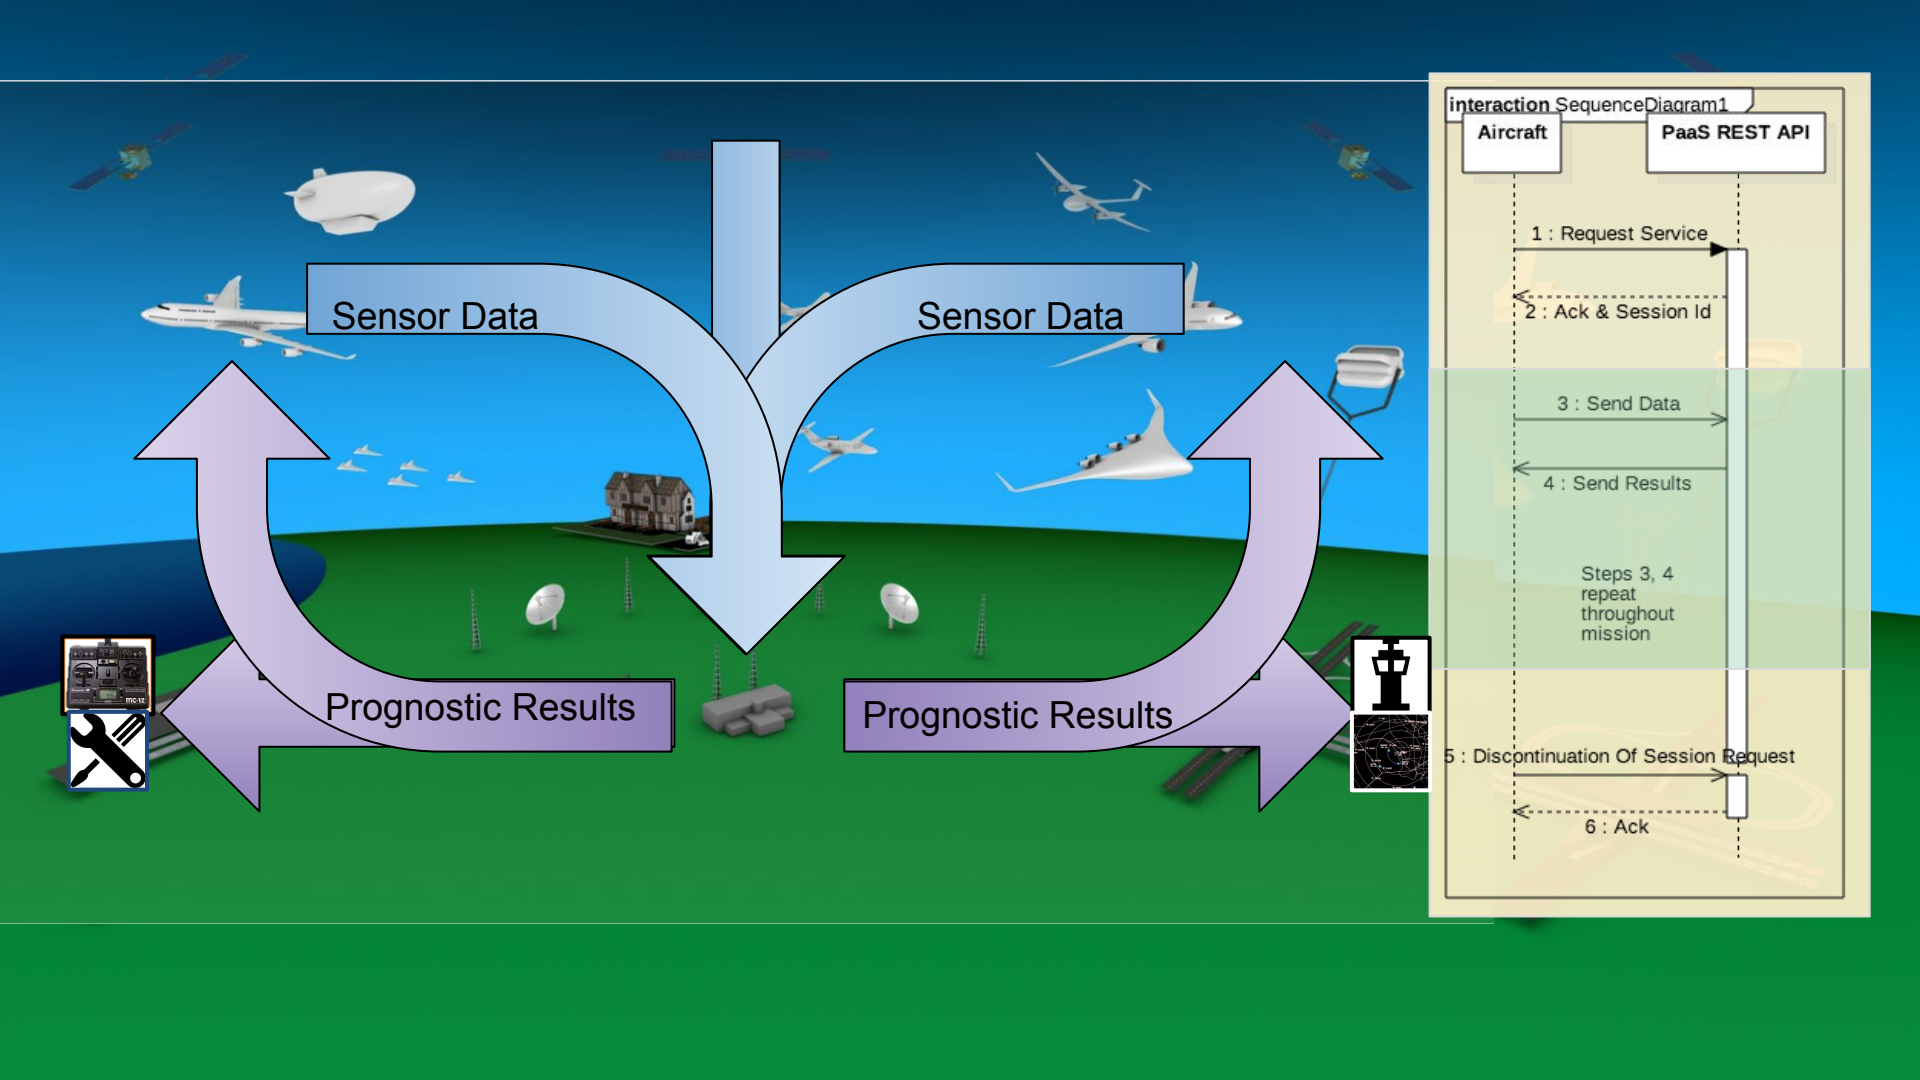 interaction SequenceDiagram1
Aircraft
PaaS REST API
1 : Request Service
2 : Ack & Session Id
Sensor Data
Sensor Data
3 : Send Data
4 : Send Results
Steps 3, 4
repeat
throughout
mission
Prognostic Results
Prognostic Results
MC-12
5 : Discontinuation Of Session Request
6 : Ack